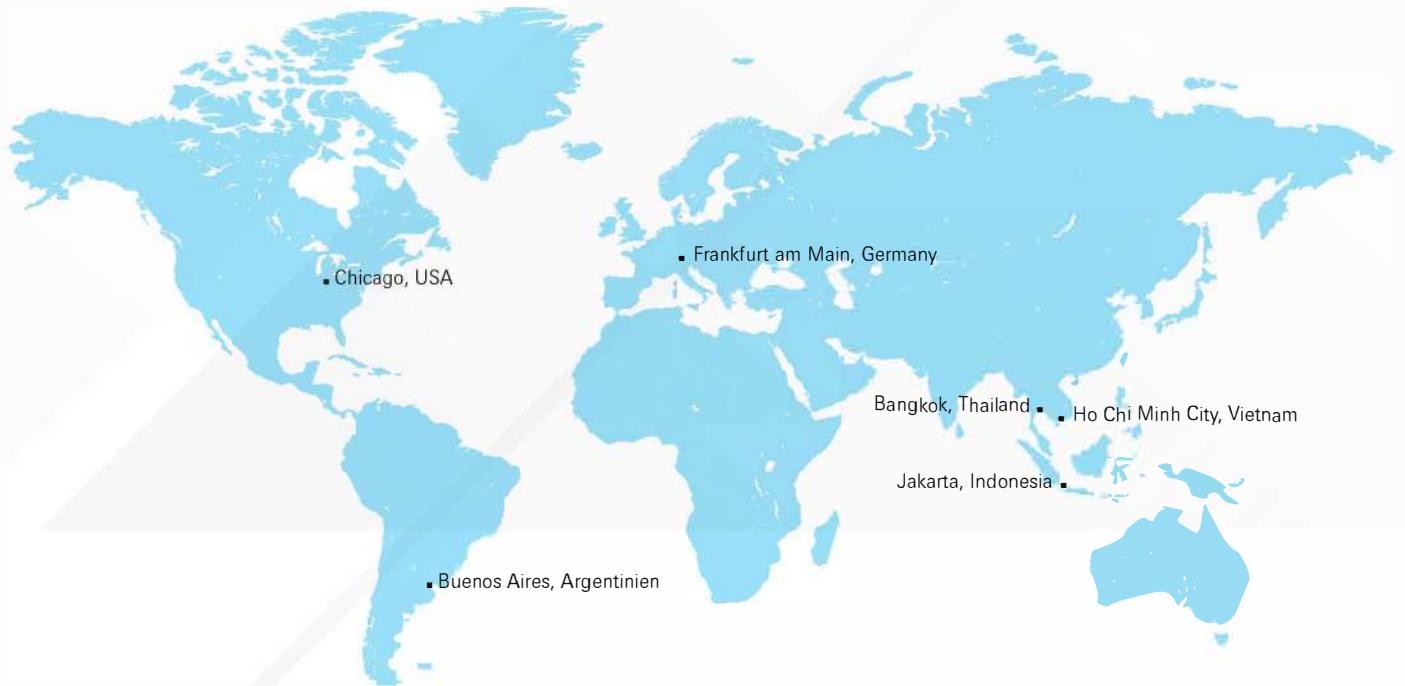 Frankfurt am Main, Germany
Chicago, USA
Bangkok, Thailand
Ho Chi Minh City, Vietnam
Jakarta, Indonesia
Buenos Aires, Argentinien